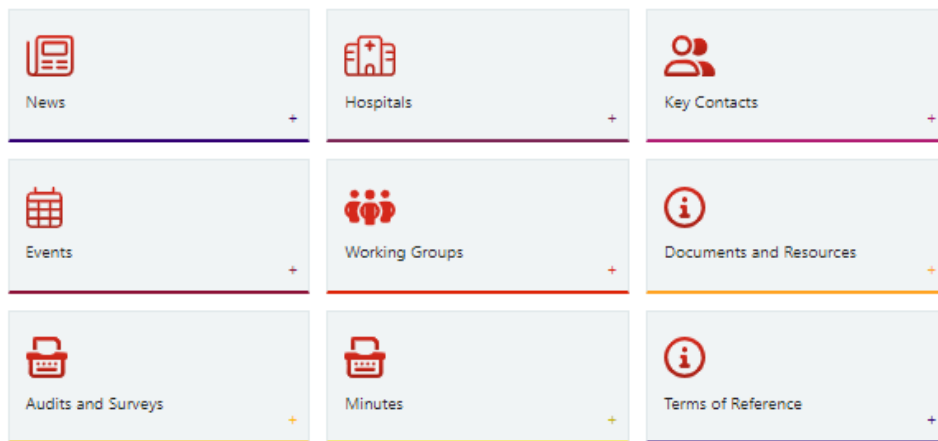 News
+
Hospitals
+
Key Contacts
+
Events
+
Working Groups
+
Documents and Resources
+
Audits and Surveys
+
Minutes
+
Terms of Reference
+